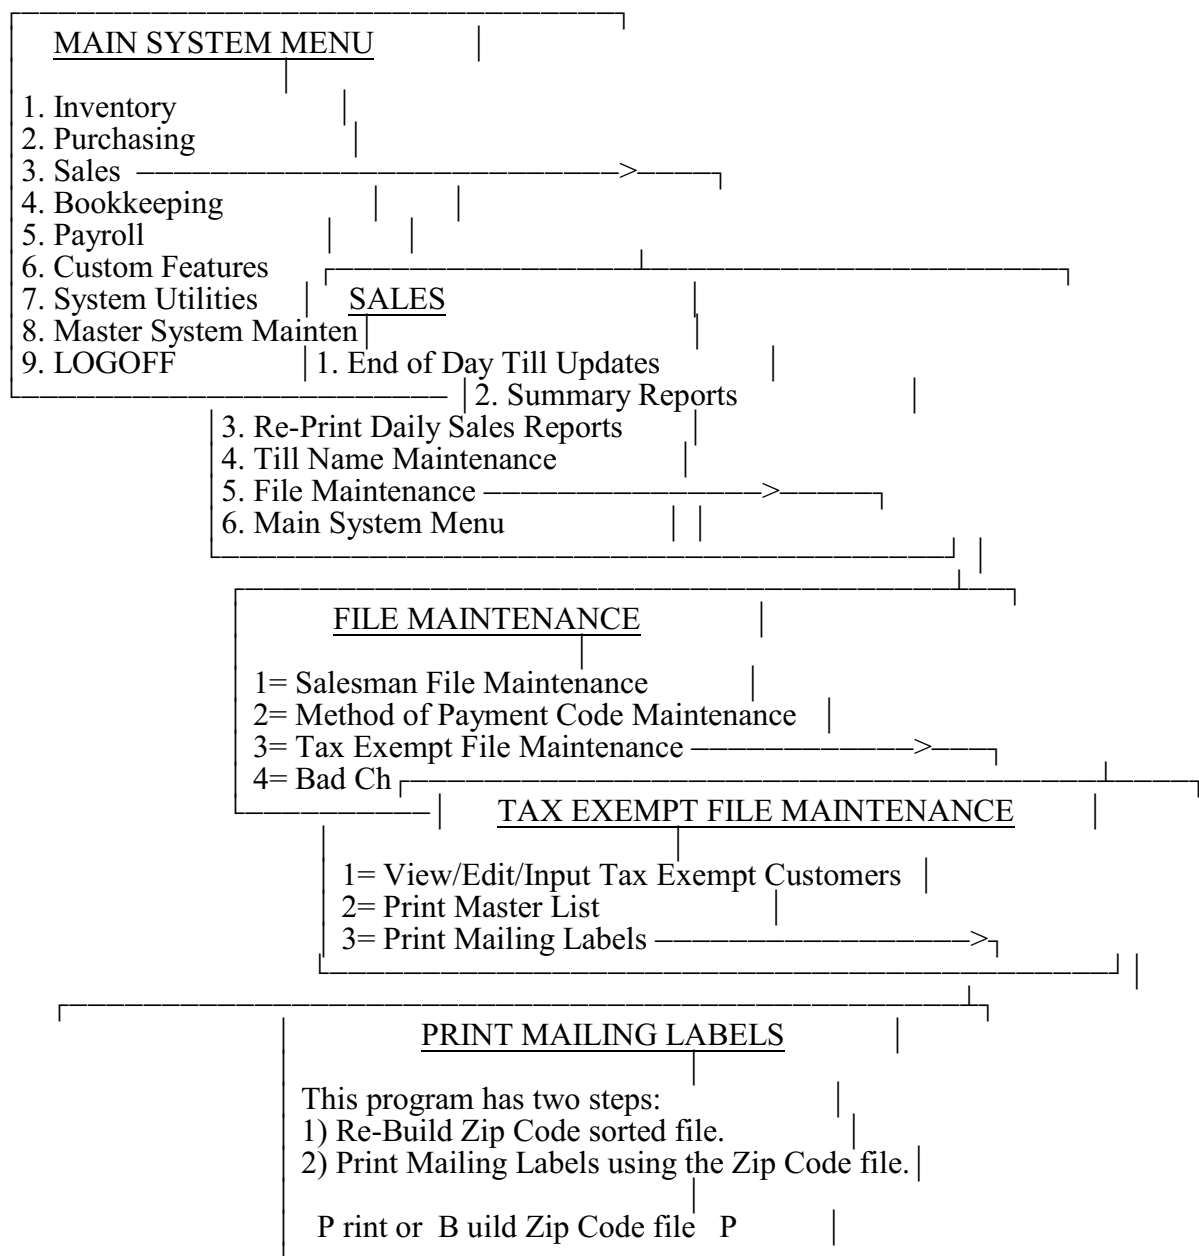 MAIN SYSTEM MENU
1. Inventory
2. Purchasing
3. Sales
4. Bookkeeping
5. Payroll
6. Custom Features
7. System Utilities
SALES
8. Master System Mainten
9. LOGOFF
1. End of Day Till Updates
2. Summary Reports
3. Re-Print Daily Sales Reports
4. Till Name Maintenance
5. File Maintenance
6. Main System Menu
FILE MAINTENANCE
1= Salesman File Maintenance
2= Method of Payment Code Maintenance
3= Tax Exempt File Maintenance
4= Bad Ch
TAX EXEMPT FILE MAINTENANCE
1= View/Edit/Input Tax Exempt Customers
2= Print Master List
3= Print Mailing Labels
PRINT MAILING LABELS
This program has two steps:
1) Re-Build Zip Code sorted file.
2) Print Mailing Labels using the Zip Code file.
P rint or B uild Zip Code file P